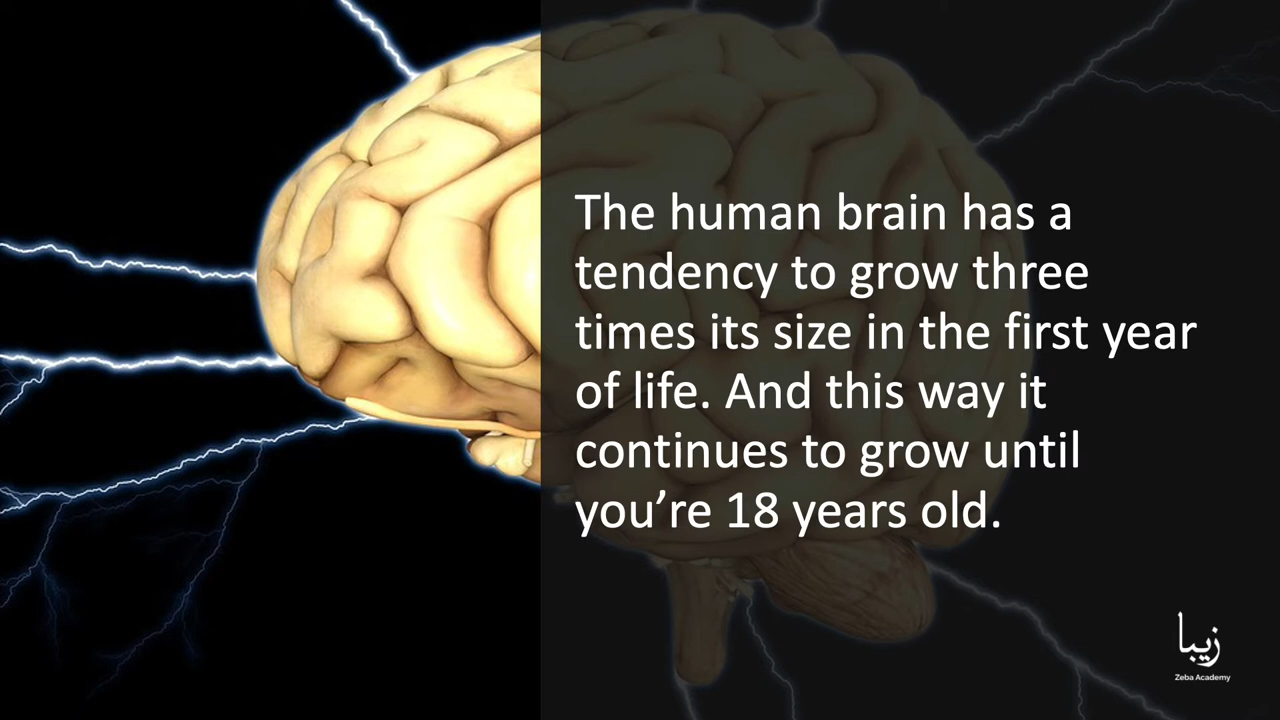 The human brain has a
tendency to grow three
times its size in the first year
of life. And this way it
continues to grow until
you’re 18 years old.
زيبا
Zeba Academy